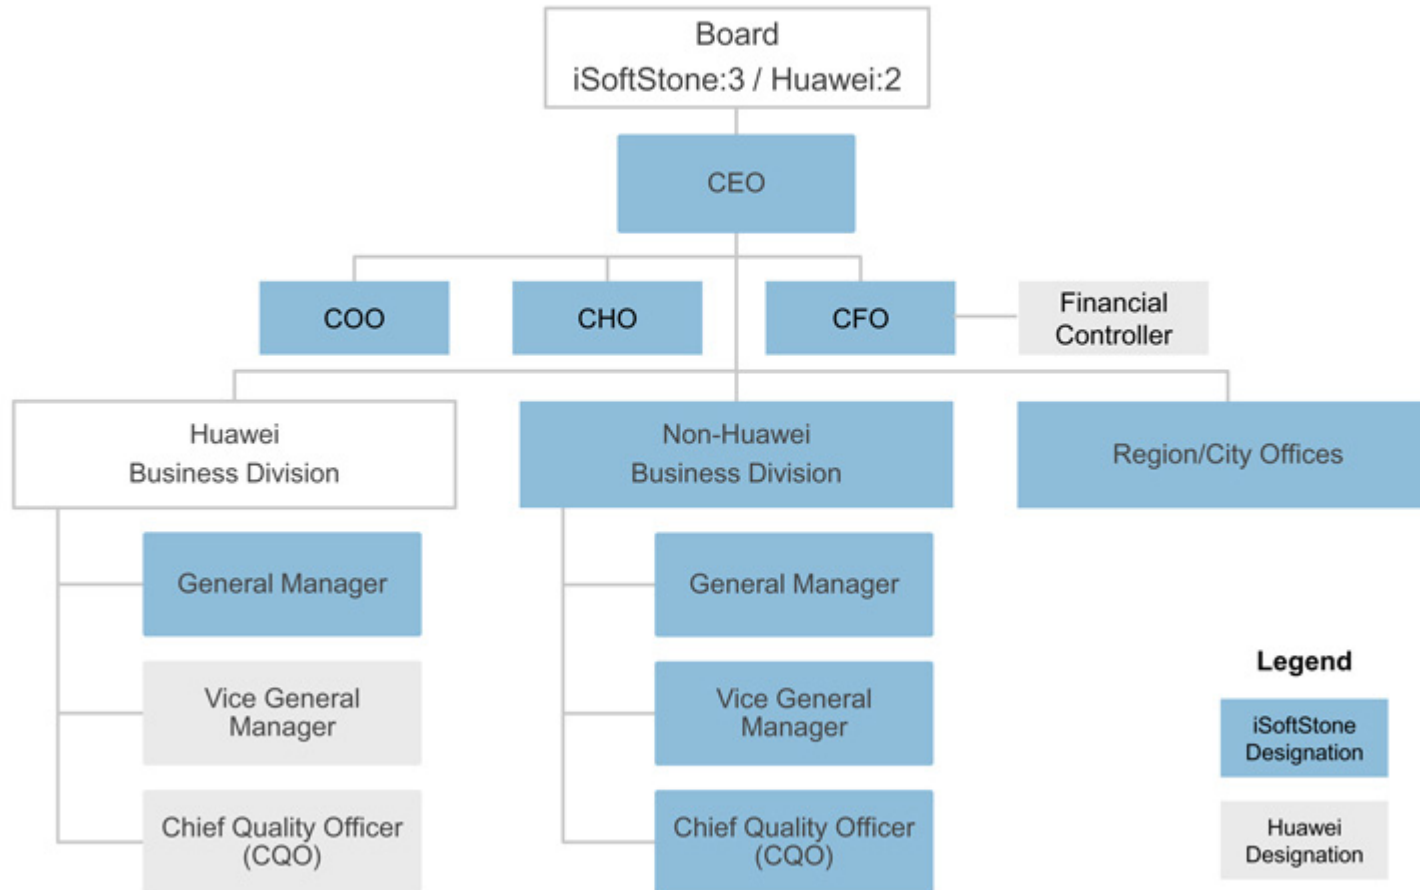 Board
iSoftStone:3 / Huawei:2
CEO
COO
CHO
CFO
Financial
Controller
Huawei
Business Division
Non-Huawei
Business Division
Region/City Offices
General Manager
Vice General
Manager
Chief Quality Officer
(CQO)
General Manager
Vice General
Manager
Chief Quality Officer
(CQO)
Legend
iSoftStone
Designation
Huawei
Designation